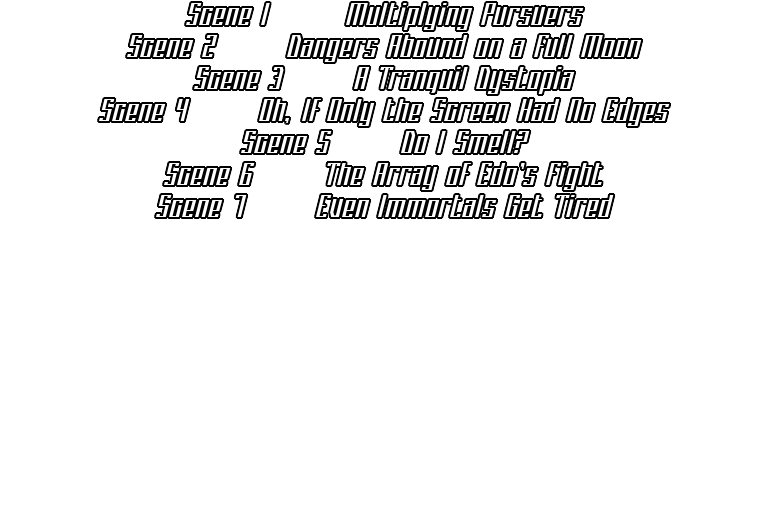 Scene 1 Multiplying Pursuers
Scene 2 Dangers Abound on a Full Moon
Scene 3 A Tranquil Dystopia
Scene 4 Oh, If Only the Screen Had No Edges
Scene 5 Do I Smell?
Scene 6 The Array of Edo's Fight
Scene 7 Even Immortals Get Tired